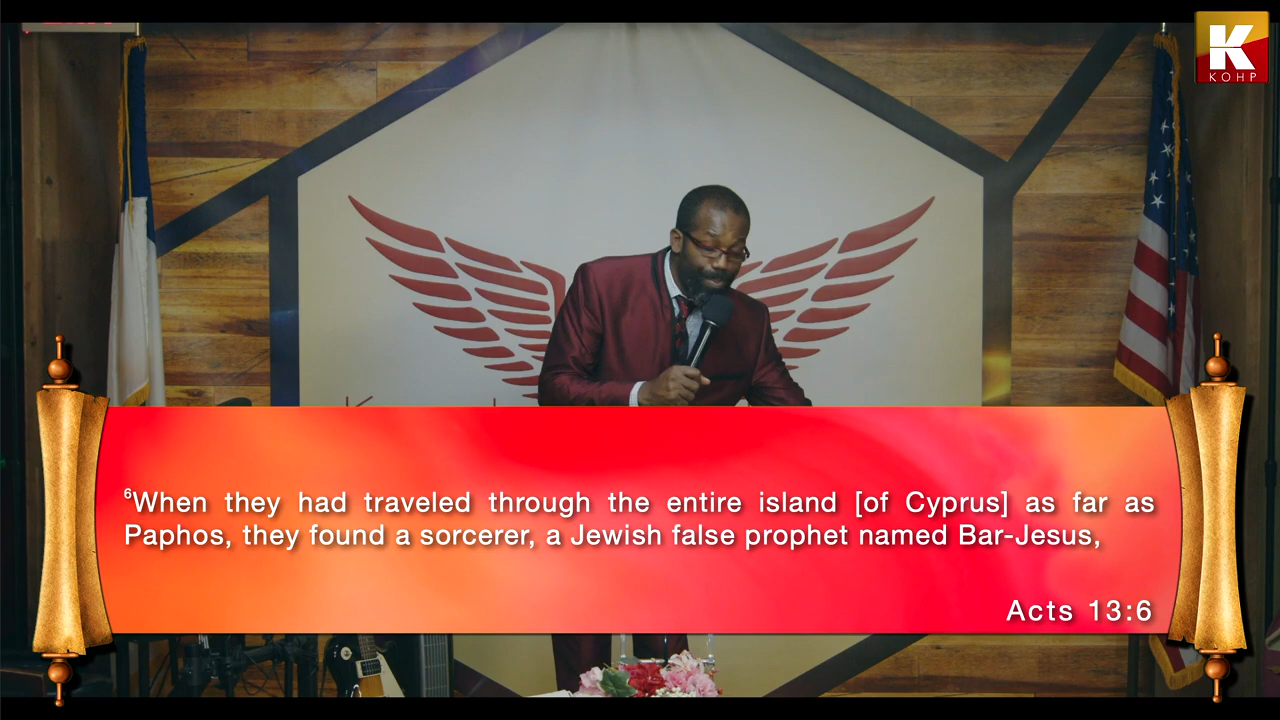 K
KOHP
⁶When they had traveled through the entire island [of Cyprus] as far as
Paphos, they found a sorcerer, a Jewish false prophet named Bar-Jesus,
Acts 13:6